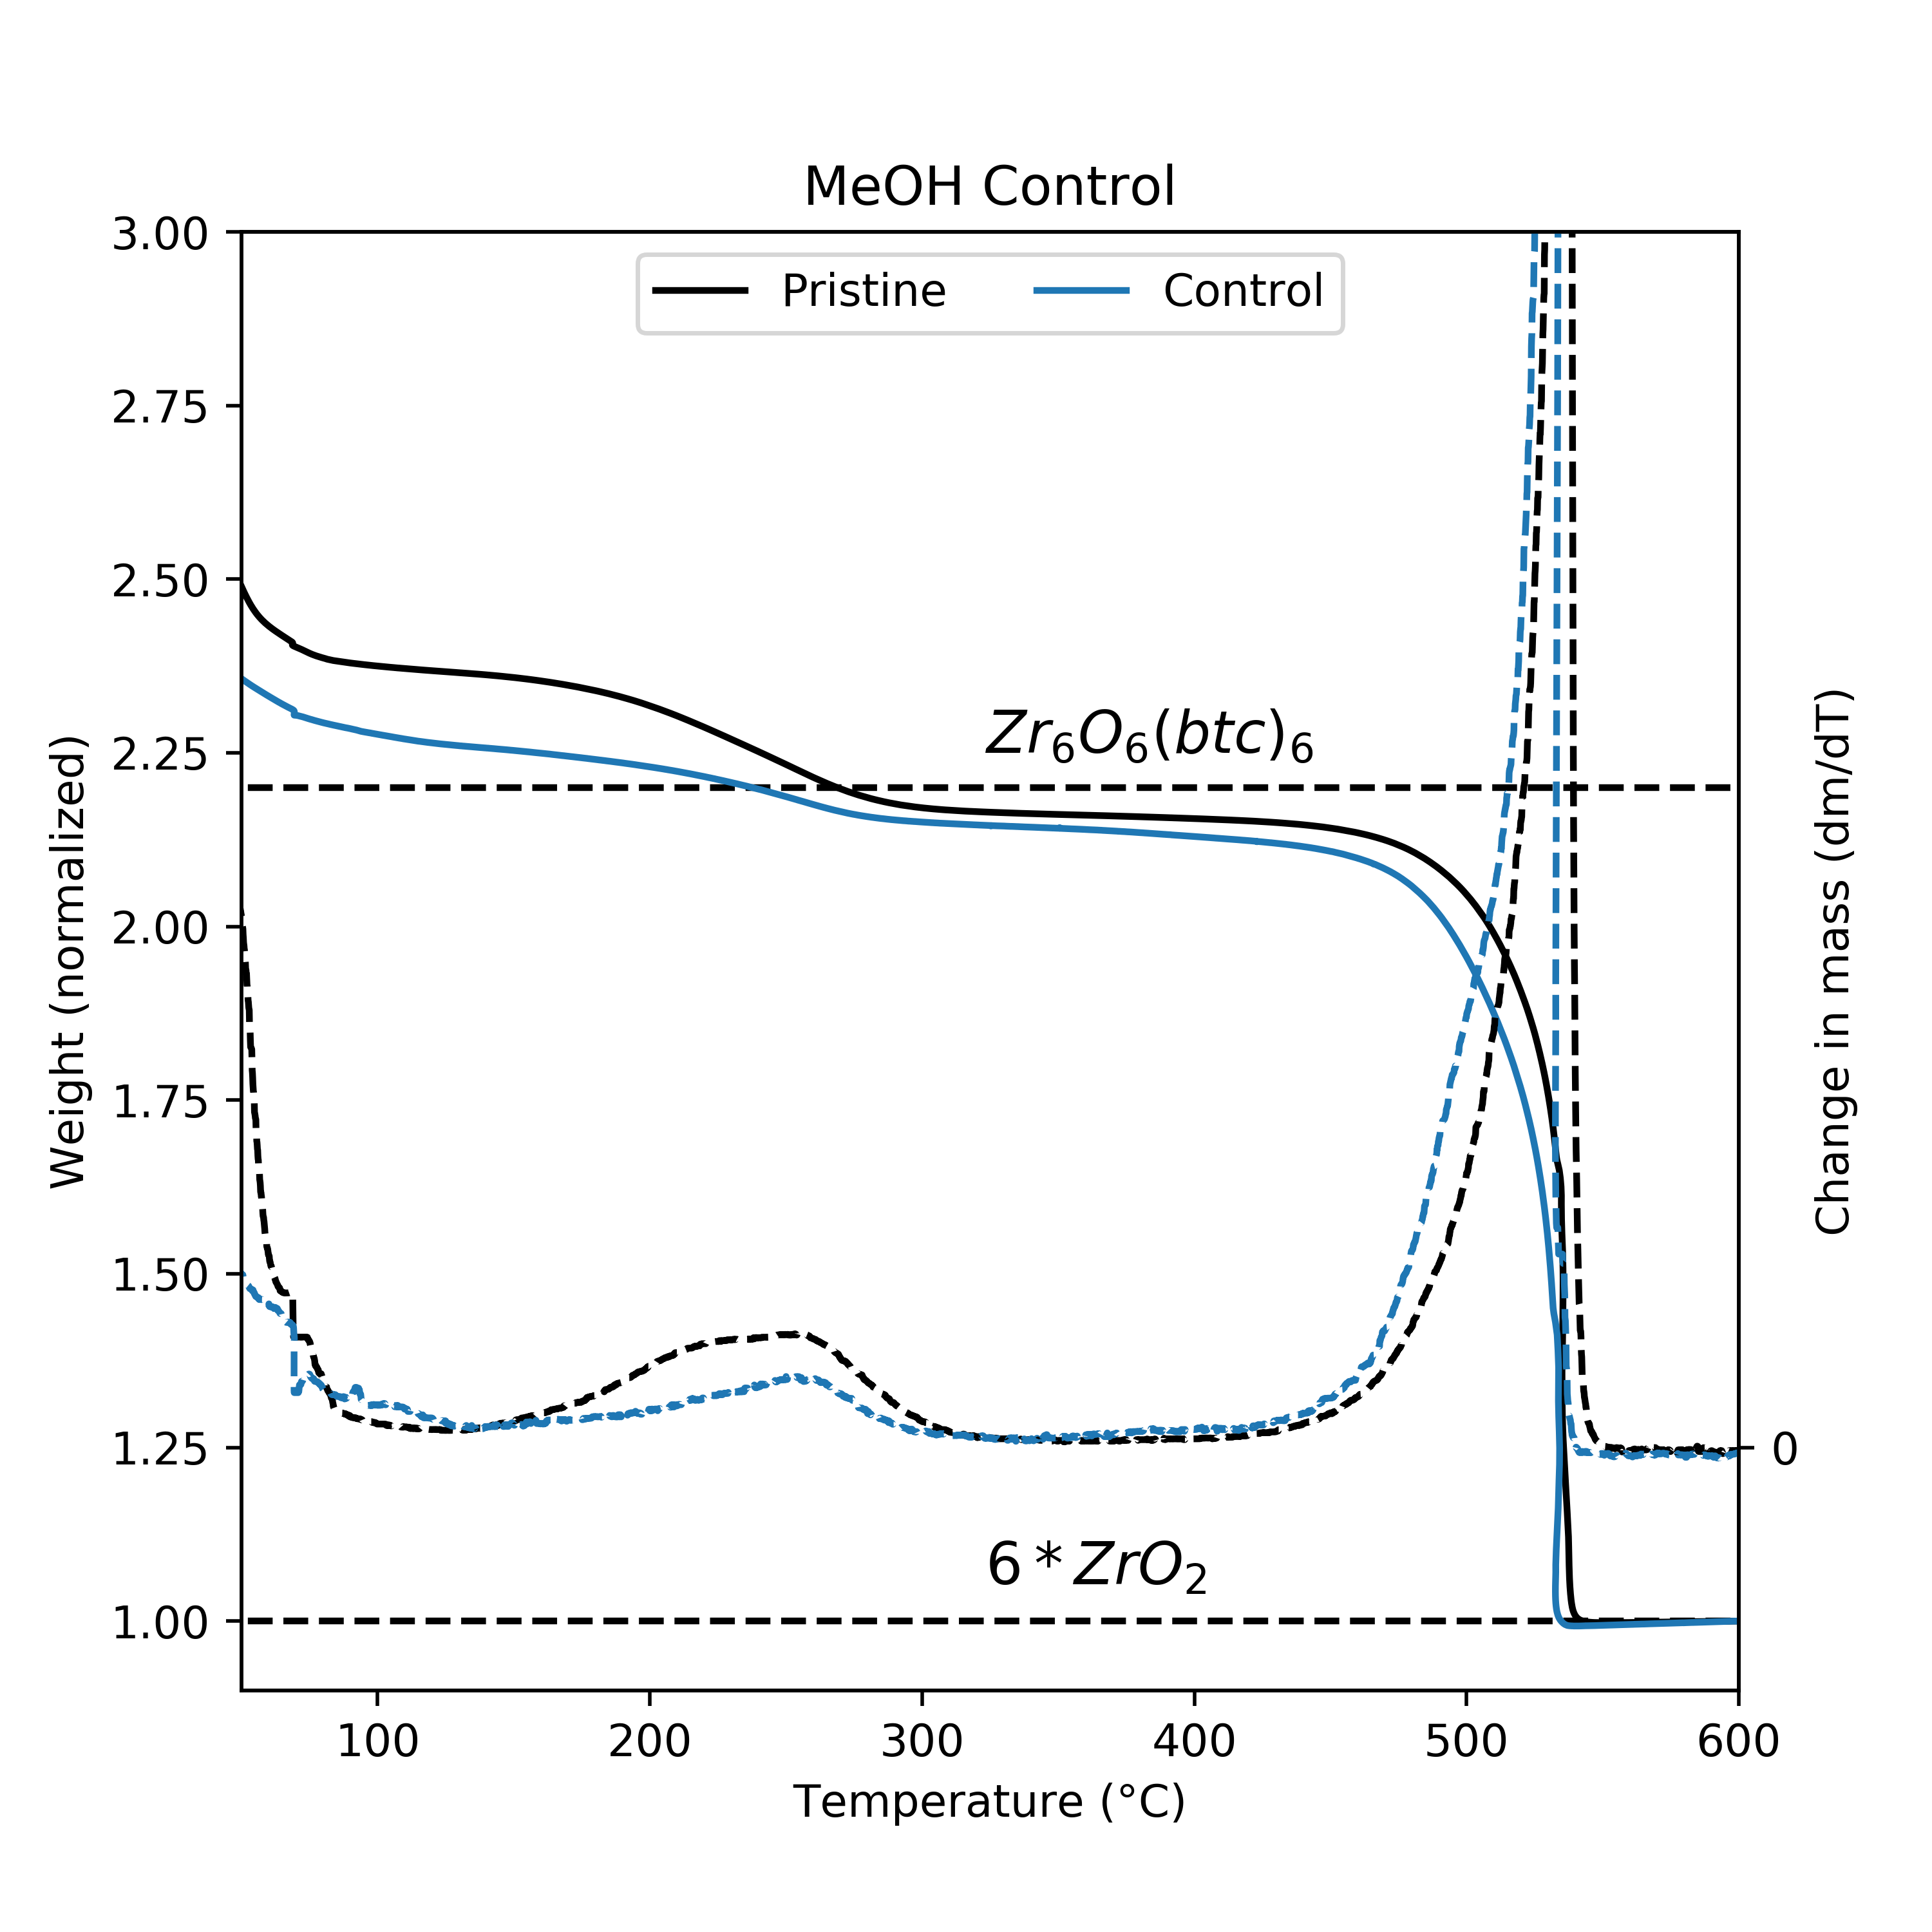 MeOH Control
Pristine
Control
3.00
2.75
2.50
2.25
2.00
1.75
1.50
1.25
1.00
Weight (normalized)
Zr₆O₆(btc)₆
6 * ZrO₂
0
Change in mass (dm/dT)
100 200 300 400 500 600
Temperature (°C)